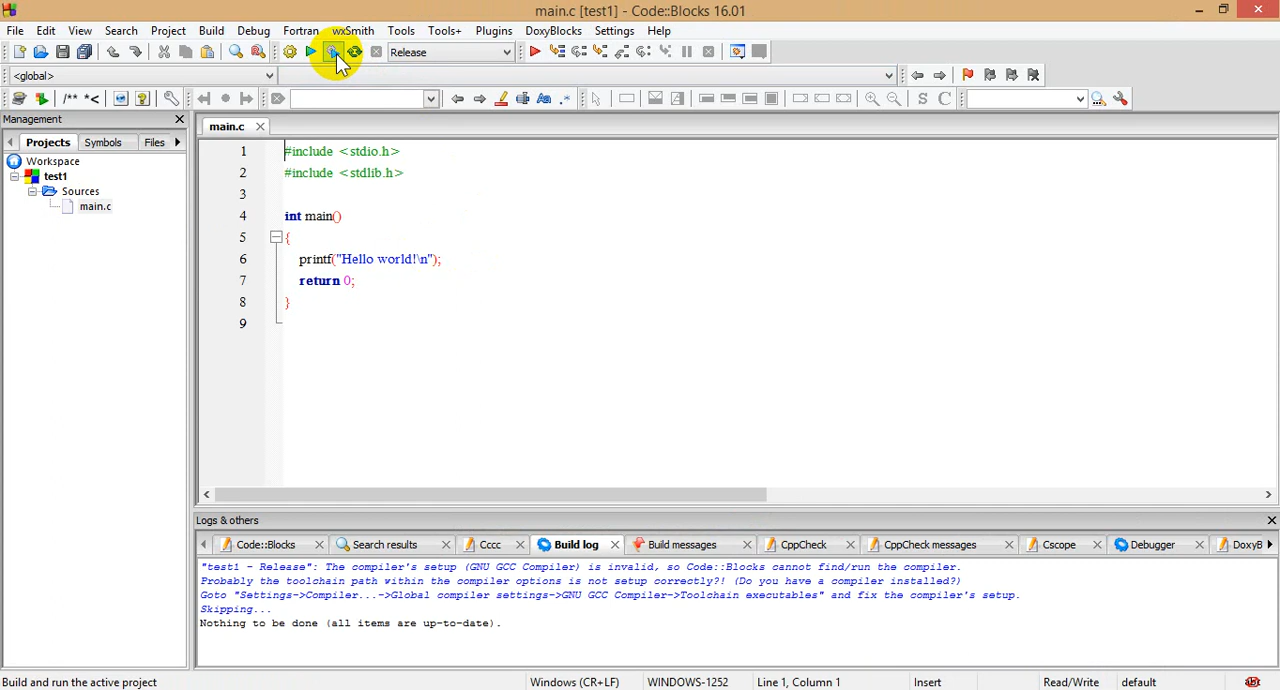 main.c [test1] - Code::Blocks 16.01
File Edit View Search Project Build Debug Fortran wxSmith Tools Tools+ Plugins DoxyBlocks Settings Help
Release
<global>
/** *<
S C
Management
main.c
Projects Symbols Files
Workspace
test1
Sources
main.c
1 #include <stdio.h>
2 #include <stdlib.h>
3
4 int main()
5 {
6 printf("Hello world!\n");
7 return 0;
8 }
9
Logs & others
Code::Blocks Search results Cccc Build log Build messages CppCheck CppCheck messages Cscope Debugger DoxyB
"test1 - Release": The compiler's setup (GNU GCC Compiler) is invalid, so Code::Blocks cannot find/run the compiler.
Probably the toolchain path within the compiler options is not setup correctly?! (Do you have a compiler installed?)
Goto "Settings->Compiler...->Global compiler settings->GNU GCC Compiler->Toolchain executables" and fix the compiler's setup.
Skipping...
Nothing to be done (all items are up-to-date).
Build and run the active project Windows (CR+LF) WINDOWS-1252 Line 1, Column 1 Insert Read/Write default